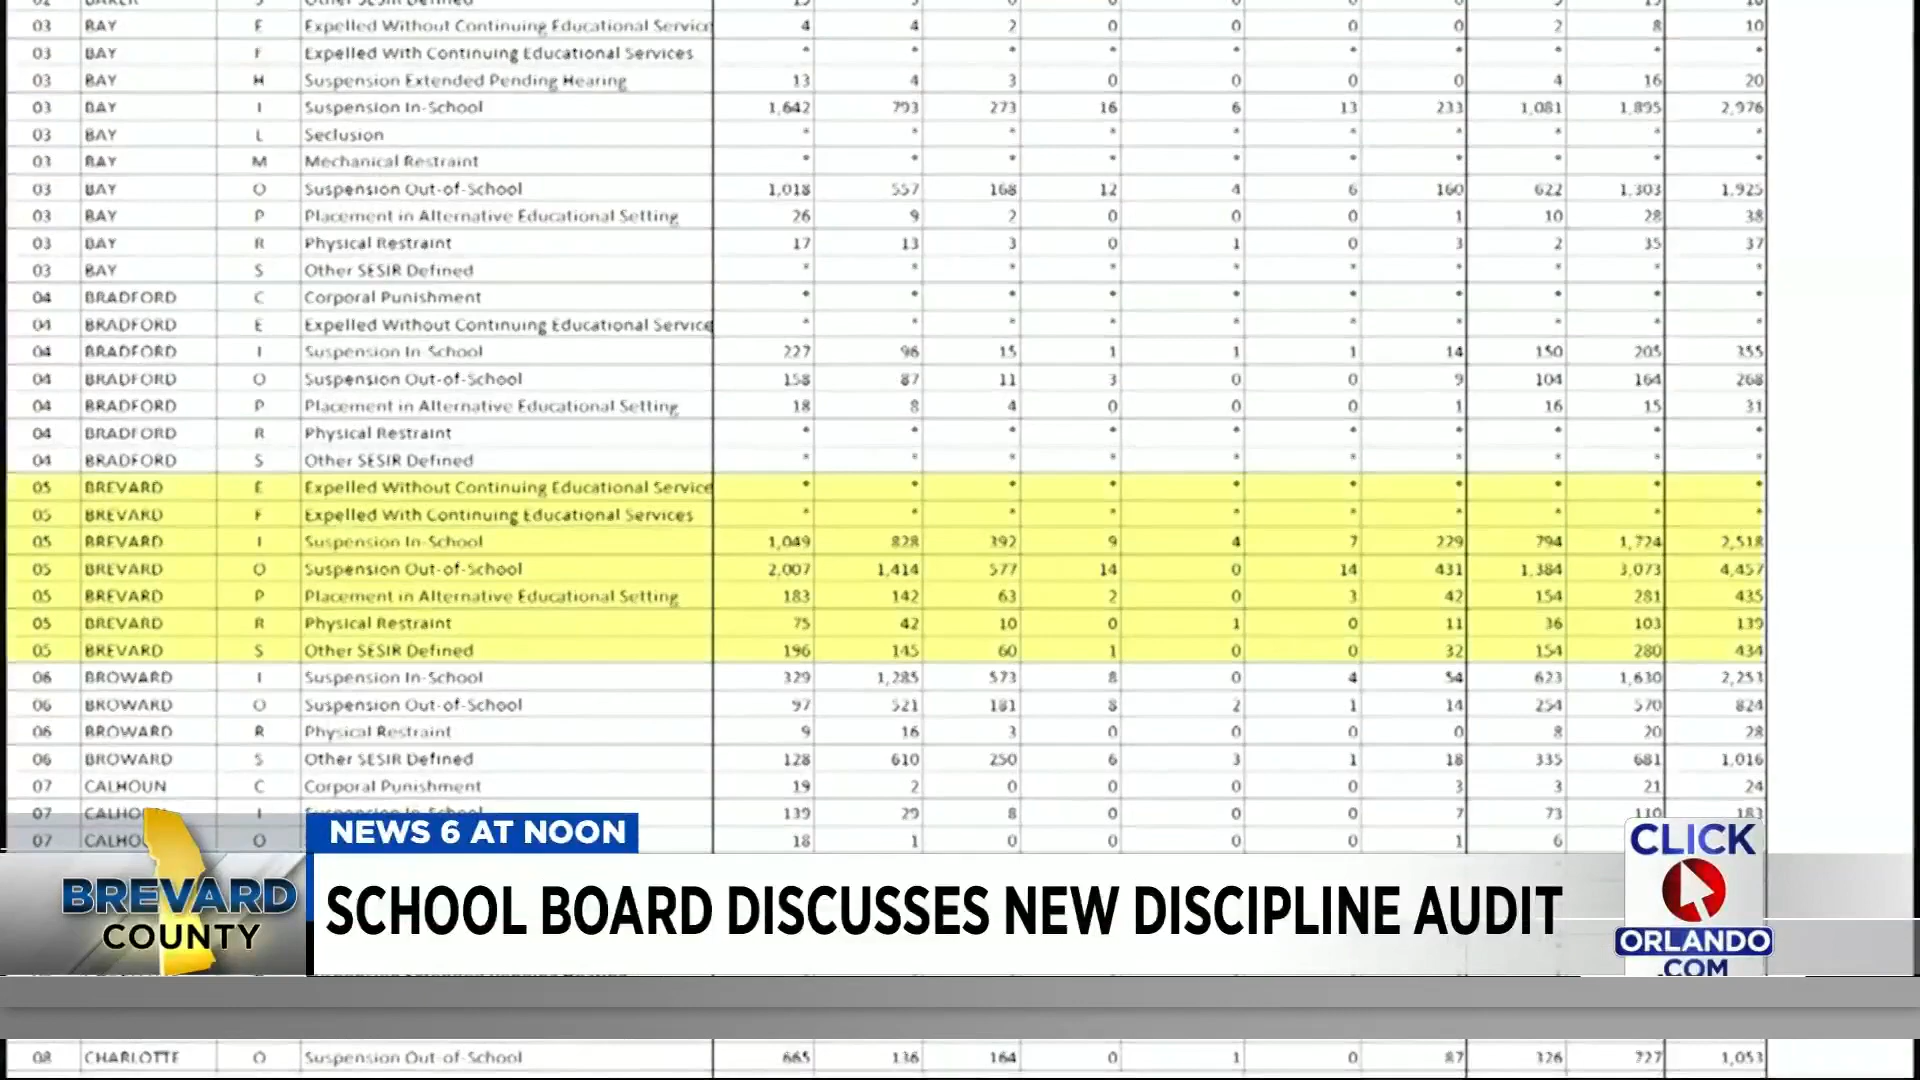 03 BAY E Expelled Without Continuing Educational Service 4 4 2 0 0 0 0 2 8 10
03 BAY F Expelled With Continuing Educational Services * * * * * * * * * *
03 BAY H Suspension Extended Pending Hearing 13 4 3 0 0 0 0 4 16 20
03 BAY I Suspension In-School 1,642 793 273 16 6 13 233 1,081 1,895 2,976
03 BAY L Seclusion * * * * * * * * * *
03 BAY M Mechanical Restraint * * * * * * * * * *
03 BAY O Suspension Out-of-School 1,018 557 168 12 4 6 160 622 1,303 1,925
03 BAY P Placement in Alternative Educational Setting 26 9 2 0 0 0 1 10 28 38
03 BAY R Physical Restraint 17 13 3 0 1 0 3 2 35 37
03 BAY S Other SESIR Defined * * * * * * * * * *
04 BRADFORD C Corporal Punishment * * * * * * * * * *
04 BRADFORD E Expelled Without Continuing Educational Service * * * * * * * * * *
04 BRADFORD I Suspension In-School 227 96 15 1 1 1 14 150 205 355
04 BRADFORD O Suspension Out-of-School 158 87 11 3 0 0 9 104 164 268
04 BRADFORD P Placement in Alternative Educational Setting 18 8 4 0 0 0 1 16 15 31
04 BRADFORD R Physical Restraint * * * * * * * * * *
04 BRADFORD S Other SESIR Defined * * * * * * * * * *
05 BREVARD E Expelled Without Continuing Educational Service * * * * * * * * * *
05 BREVARD F Expelled With Continuing Educational Services * * * * * * * * * *
05 BREVARD I Suspension In-School 1,049 828 392 9 4 7 229 794 1,724 2,518
05 BREVARD O Suspension Out-of-School 2,007 1,414 577 14 0 14 431 1,384 3,073 4,457
05 BREVARD P Placement in Alternative Educational Setting 183 142 63 2 0 3 42 154 281 435
05 BREVARD R Physical Restraint 75 42 10 0 1 0 11 36 103 139
05 BREVARD S Other SESIR Defined 196 145 60 1 0 0 32 154 280 434
06 BROWARD I Suspension In-School 329 1,285 573 8 0 4 54 623 1,630 2,253
06 BROWARD O Suspension Out-of-School 97 521 181 8 2 1 14 254 570 824
06 BROWARD R Physical Restraint 9 16 3 0 0 0 0 8 20 28
06 BROWARD S Other SESIR Defined 128 610 250 6 3 1 18 335 681 1,016
07 CALHOUN C Corporal Punishment 19 2 0 0 0 0 3 3 21 24
07 CALHO I Suspension In-School 139 29 8 0 0 0 7 73 110 183
07 CALHO O 18 1 0 0 0 0 1 6
NEWS 6 AT NOON
BREVARD
COUNTY
SCHOOL BOARD DISCUSSES NEW DISCIPLINE AUDIT
CLICK
ORLANDO
.COM
08 CHARLOTTE O Suspension Out-of-School 665 136 164 0 1 0 87 326 727 1,053